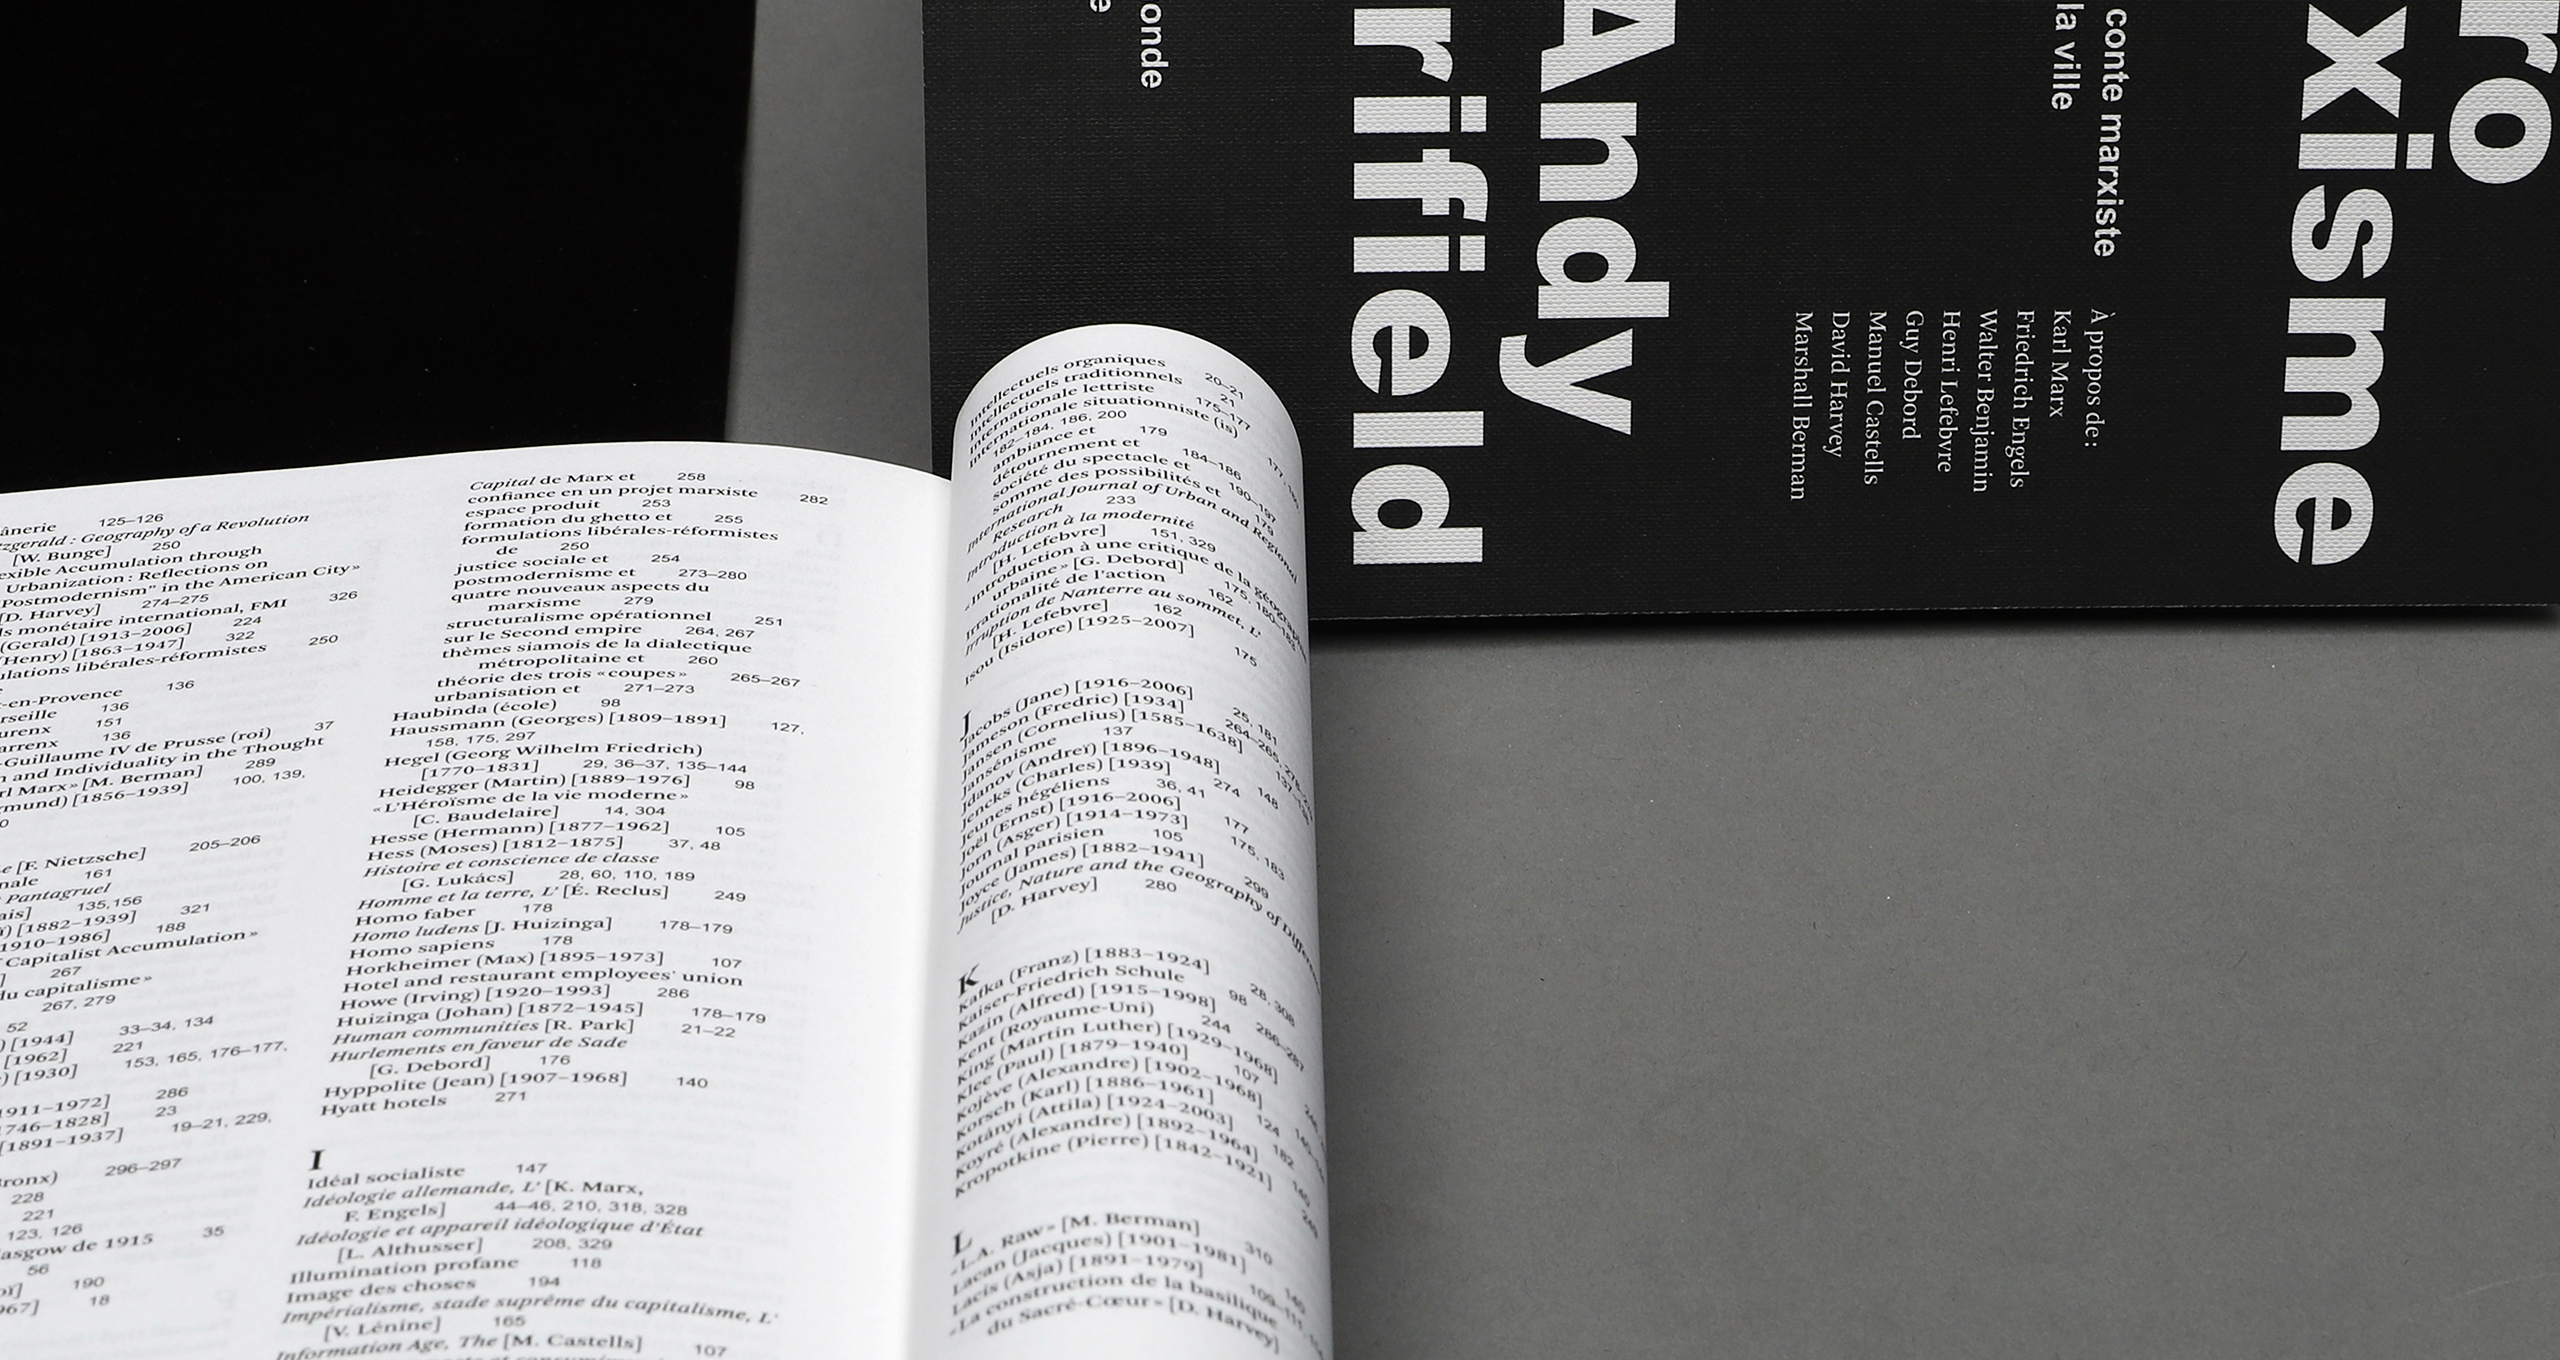 ro
xisme
conte marxiste
la ville
À propos de :
Karl Marx
Friedrich Engels
Walter Benjamin
Henri Lefebvre
Guy Debord
Manuel Castells
David Harvey
Marshall Berman
Andy
rifield
onde
e
ânerie 125–126
tzgerald : Geography of a Revolution
[W. Bunge] 250
exible Accumulation through
Urbanization : Reflections on
Postmodernism” in the American City»
[D. Harvey] 274–275
ds monétaire international, FMI 326
(Gerald) [1913–2006] 224
(Henry) [1863–1947] 322
ulations libérales-réformistes 250
-en-Provence 136
rseille 136
urenx 151
arrenx 136
-Guillaume IV de Prusse (roi) 37
n and Individuality in the Thought
rl Marx» [M. Berman] 289
gmund) [1856–1939] 100, 139,
0
e [F. Nietzsche] 205–206
nale 161
Pantagruel
ais] 135,156
ï) [1882–1939] 321
1910–1986] 188
Capitalist Accumulation»
] 267
du capitalisme»
267, 279
52
) [1944] 33–34, 134
[1962] 221
) [1930] 153, 165, 176–177,
1911–1972] 286
1746–1828] 23
[1891–1937] 19–21, 229,
Bronx) 296–297
228
221
123, 126
asgow de 1915 35
56
oï] 190
967] 18
Capital de Marx et 258
confiance en un projet marxiste 282
espace produit 253
formation du ghetto et 255
formulations libérales-réformistes
de 250
justice sociale et 254
postmodernisme et 273–280
quatre nouveaux aspects du
marxisme 279
structuralisme opérationnel 251
sur le Second empire 264, 267
thèmes siamois de la dialectique
métropolitaine et 260
théorie des trois «coupes» 265–267
urbanisation et 271–273
Haubinda (école) 98
Haussmann (Georges) [1809–1891] 127,
158, 175, 297
Hegel (Georg Wilhelm Friedrich)
[1770–1831] 29, 36–37, 135–144
Heidegger (Martin) [1889–1976] 98
«L’Héroïsme de la vie moderne»
[C. Baudelaire] 14, 304
Hesse (Hermann) [1877–1962] 105
Hess (Moses) [1812–1875] 37, 48
Histoire et conscience de classe
[G. Lukács] 28, 60, 110, 189
Homme et la terre, L’ [É. Reclus] 249
Homo faber 178
Homo ludens [J. Huizinga] 178–179
Homo sapiens 178
Horkheimer (Max) [1895–1973] 107
Hotel and restaurant employees’ union
Howe (Irving) [1920–1993] 286
Huizinga (Johan) [1872–1945] 178–179
Human communities [R. Park] 21–22
Hurlements en faveur de Sade
[G. Debord] 176
Hyppolite (Jean) [1907–1968] 140
Hyatt hotels 271
I
Idéal socialiste 147
Idéologie allemande, L’ [K. Marx,
F. Engels] 44–46, 210, 318, 328
Idéologie et appareil idéologique d’État
[L. Althusser] 208, 329
Illumination profane 118
Image des choses 194
Impérialisme, stade suprême du capitalisme, L’
[V. Lénine] 165
Information Age, The [M. Castells] 107
Intellectuels organiques 20–21
Intellectuels traditionnels 21
Internationale lettriste 175–177
Internationale situationniste (is)
182–184, 186, 200
ambiance et 179
détournement et 184–186
société du spectacle et 190–197
somme des possibilités et 179
International Journal of Urban and Regional
Research 233
Introduction à la modernité
[H. Lefebvre] 151, 329
«Introduction à une critique de la géographie
urbaine» [G. Debord] 175,
Irrationalité de l’action 162
Irruption de Nanterre au sommet, L’
[H. Lefebvre] 162
Isou (Isidore) [1925–2007] 175
J
Jacobs (Jane) [1916–2006] 25, 181
Jameson (Fredric) [1934]
Jansen (Cornelius) [1585–1638]
Jansénisme 137
Jdanov (Andreï) [1896–1948] 148
Jencks (Charles) [1939] 274
Jeunes hégéliens 36, 41
Joël (Ernst) [1916–2006] 177
Jorn (Asger) [1914–1973] 175, 183
Journal parisien 105
Joyce (James) [1882–1941] 299
Justice, Nature and the Geography of Difference
[D. Harvey] 280
K
Kafka (Franz) [1883–1924] 28, 308
Kaiser-Friedrich Schule 98
Kazin (Alfred) [1915–1998] 286–287
Kent (Royaume-Uni) 244
King (Martin Luther) [1929–1968]
Klee (Paul) [1879–1940] 107
Kojève (Alexandre) [1902–1968]
Korsch (Karl) [1886–1961] 124
Kotányi (Attila) [1924–2003] 182
Koyré (Alexandre) [1892–1964] 140
Kropotkine (Pierre) [1842–1921] 249
L
«L.A. Raw» [M. Berman] 310
Lacan (Jacques) [1901–1981] 140
Lacis (Asja) [1891–1979]
«La construction de la basilique
du Sacré-Cœur» [D. Harvey]